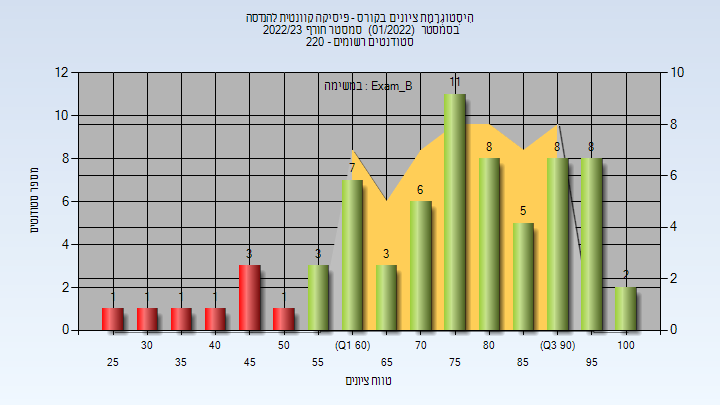 היסטוגרמת ציונים בקורס - פיסיקה קוונטית להנדסה
בסמסטר (01/2022) סמסטר חורף 2022/23
סטודנטים רשומים - 220
במשימה : Exam_B
מספר סטודנטים
12 10 8 6 4 2 0
10 8 6 4 2 0
1 1 1 1 3 1 3 7 3 6 11 8 5 8 8 2
30 40 50 (Q1 60) 70 80 (Q3 90) 100
25 35 45 55 65 75 85 95
טווח ציונים